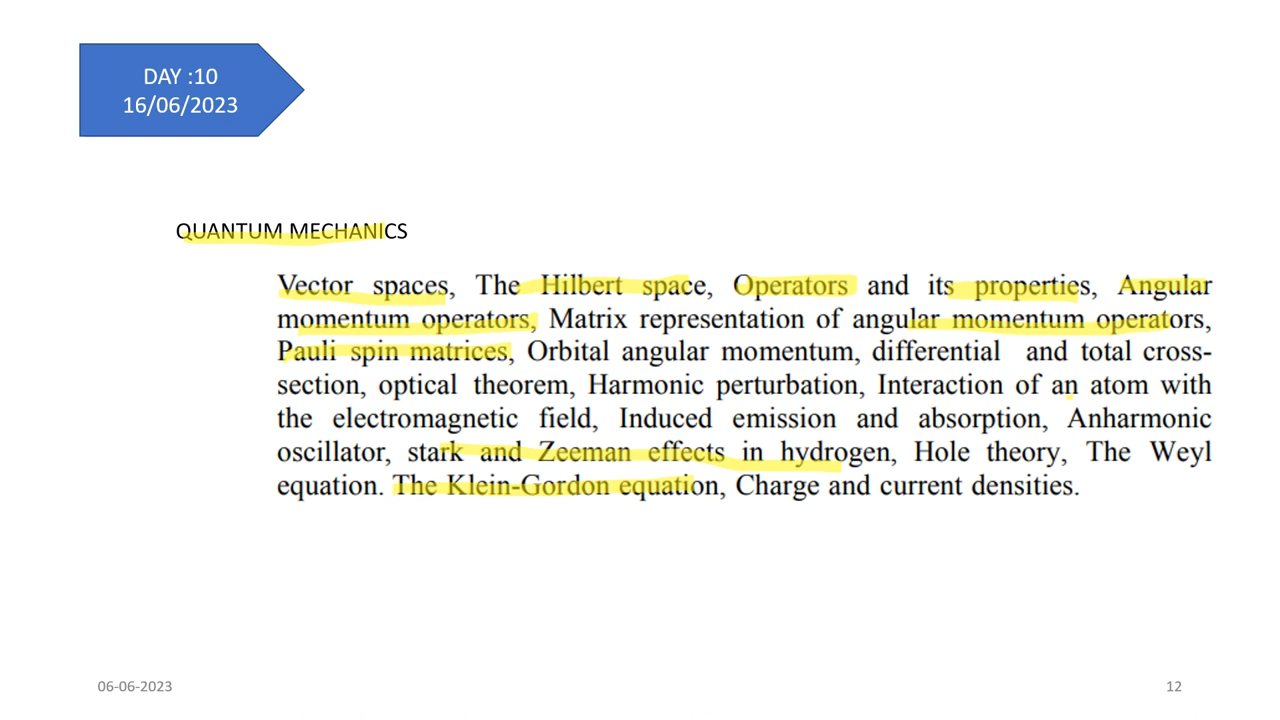 DAY :10
16/06/2023
QUANTUM MECHANICS
Vector spaces, The Hilbert space, Operators and its properties, Angular
momentum operators, Matrix representation of angular momentum operators,
Pauli spin matrices, Orbital angular momentum, differential and total cross-
section, optical theorem, Harmonic perturbation, Interaction of an atom with
the electromagnetic field, Induced emission and absorption, Anharmonic
oscillator, stark and Zeeman effects in hydrogen, Hole theory, The Weyl
equation. The Klein-Gordon equation, Charge and current densities.
06-06-2023
12